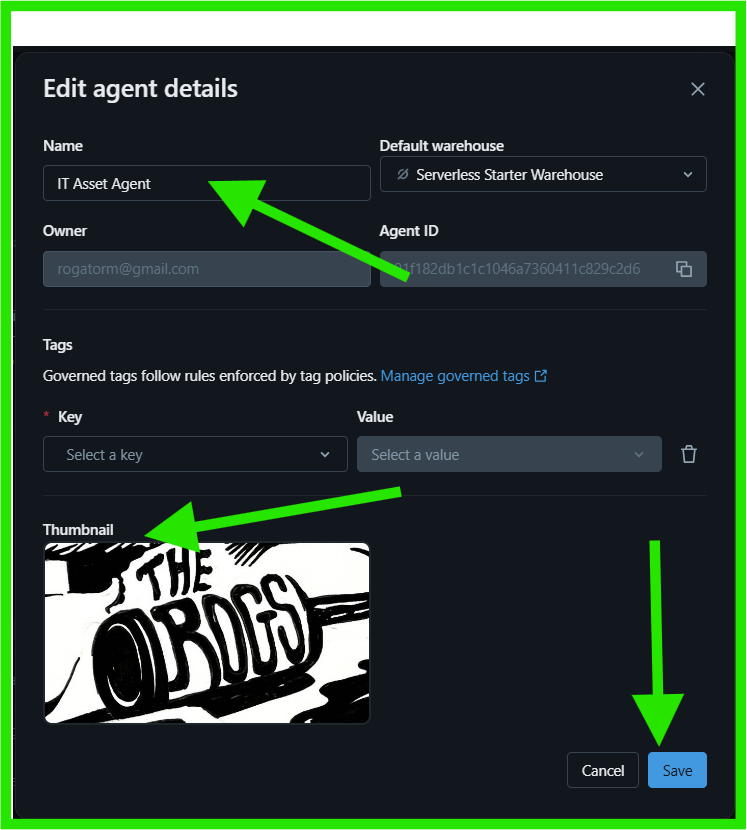 Edit agent details
Name
Default warehouse
IT Asset Agent
Serverless Starter Warehouse
Owner
Agent ID
rogatorm@gmail.com
01f182db1c1c1046a7360411c829c2d6
Tags
Governed tags follow rules enforced by tag policies. Manage governed tags
* Key
Value
Select a key
Select a value
Thumbnail
THE
ROGS
Cancel
Save